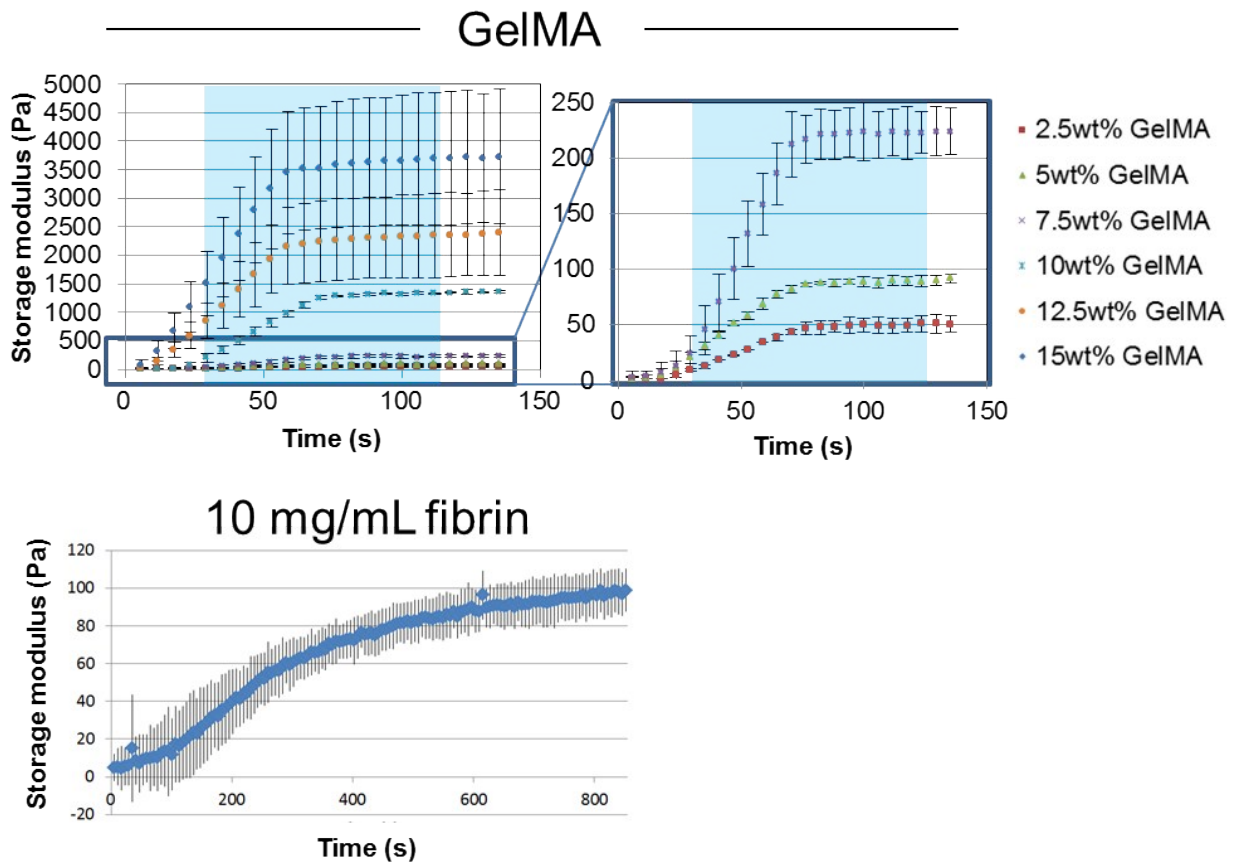 GelMA
Storage modulus (Pa)
5000
4500
4000
3500
3000
2500
2000
1500
1000
500
0
0 50 100 150
Time (s)
250
200
150
100
50
0
0 50 100 150
Time (s)
2.5wt% GelMA
5wt% GelMA
7.5wt% GelMA
10wt% GelMA
12.5wt% GelMA
15wt% GelMA
10 mg/mL fibrin
Storage modulus (Pa)
120
100
80
60
40
20
0
-20
0 200 400 600 800
Time (s)